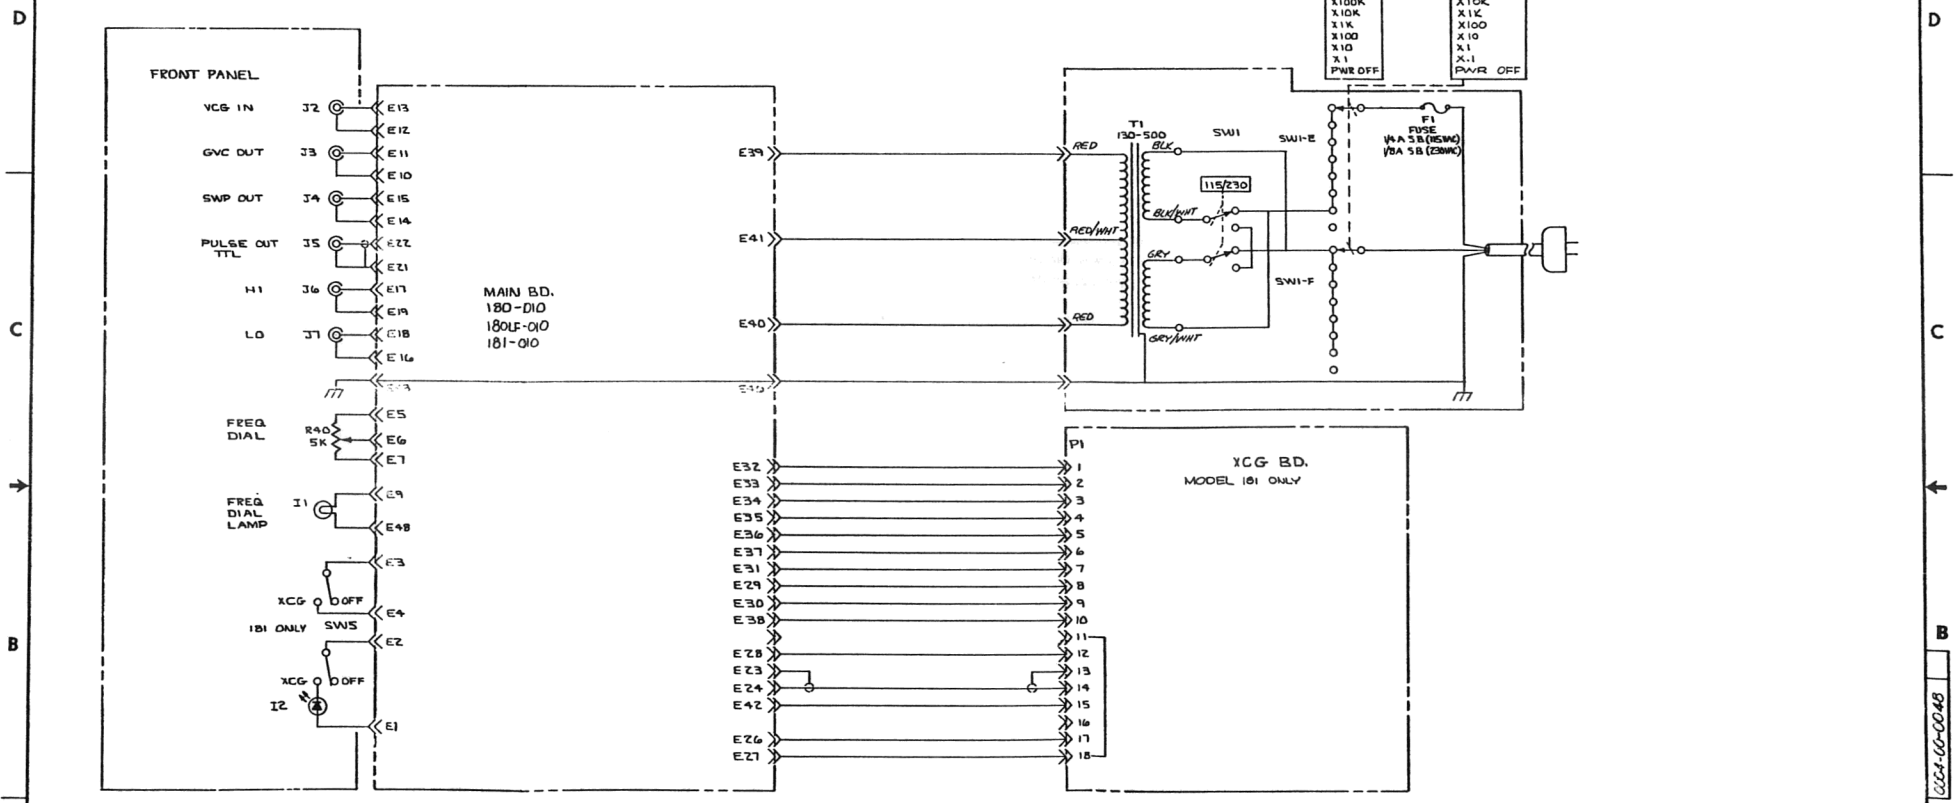 D
D
X100K
X10K
X1K
X100
X10
X1
PWR OFF
X10K
X1K
X100
X10
X1
X.1
PWR OFF
FRONT PANEL
VCG IN J2 E13
E12
GVC OUT J3 E11
E10
SWP OUT J4 E15
E14
PULSE OUT J5 E22
TTL
E21
HI J6 E17
E19
LO J7 E18
E16
FREQ
DIAL
R40
5K
E5
E6
E7
FREQ
DIAL
LAMP
I1
E9
E48
E3
XCG OFF
E4
181 ONLY SW5
E2
XCG OFF
I2
E1
MAIN BD.
180-010
180LF-010
181-010
E39
E41
E40
E32
E33
E34
E35
E36
E37
E31
E29
E30
E38
E28
E23
E24
E42
E26
E27
T1
130-500
RED
RED/WHT
RED
BLK
BLK/WHT
GRY
GRY/WHT
SW1
115/230
SW1-E
SW1-F
F1
FUSE
1/4A SB (115VAC)
1/8A SB (230VAC)
P1
1
2
3
4
5
6
7
8
9
10
11
12
13
14
15
16
17
18
XCG BD.
MODEL 181 ONLY
C
C
B
B